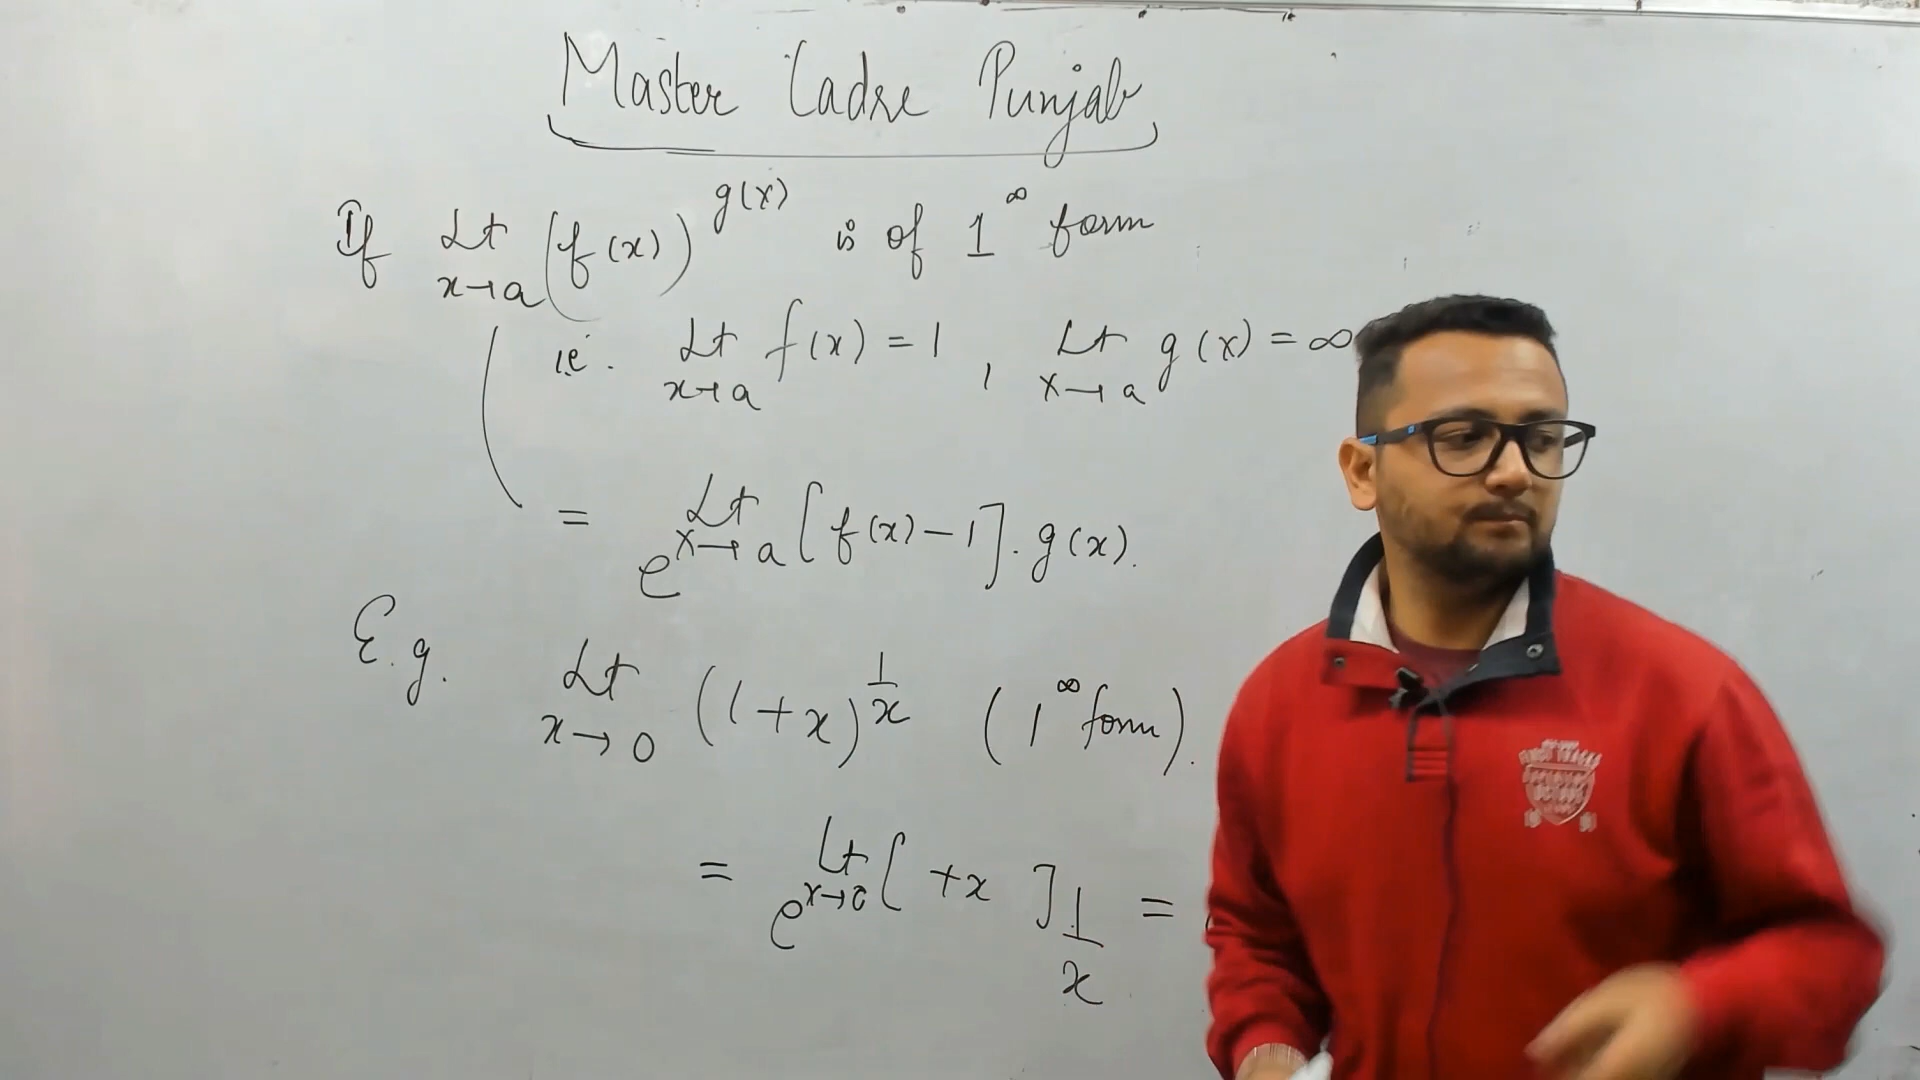 Master Cadre Punjab
If Lt x→a (f(x))^g(x) is of 1^∞ form
i.e. Lt x→a f(x) = 1, Lt x→a g(x) = ∞
= e^Lt x→a [f(x)-1].g(x).
E.g. Lt x→0 (1+x)^1/x (1^∞ form).
= e^Lt x→0 [ +x ] 1/x =